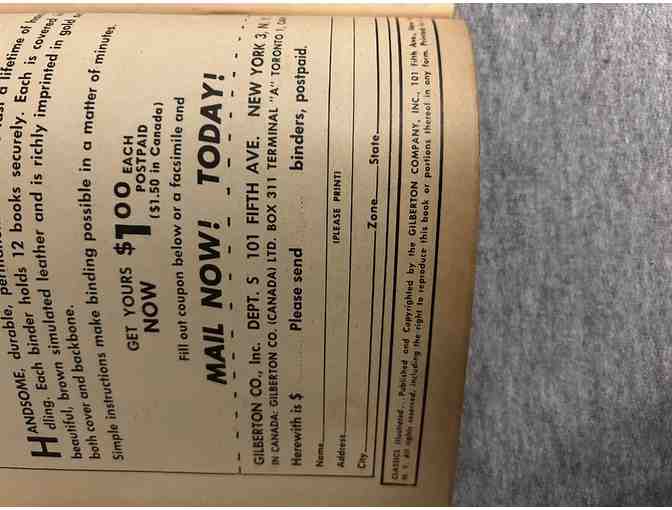 a lifetime of
HANDSOME, durable,
dling. Each binder holds 12 books securely. Each is covered
beautiful, brown simulated leather and is richly imprinted in gold
both cover and backbone.
Simple instructions make binding possible in a matter of minutes.
GET YOURS NOW $1.00 EACH POSTPAID ($1.50 in Canada)
Fill out coupon below or a facsimile and
MAIL NOW! TODAY!
GILBERTON CO., Inc. DEPT. S 101 FIFTH AVE. NEW YORK 3, N.
IN CANADA: GILBERTON CO. (CANADA) LTD. BOX 311 TERMINAL "A" TORONTO 1,
Herewith is $ Please send binders, postpaid.
Name
(PLEASE PRINT)
Address
City Zone State
CLASSICS Illustrated... Published and Copyrighted by the GILBERTON COMPANY, INC., 101 Fifth Ave.,
N. Y. All rights reserved, including the right to reproduce this book or portions thereof in any form. Printed